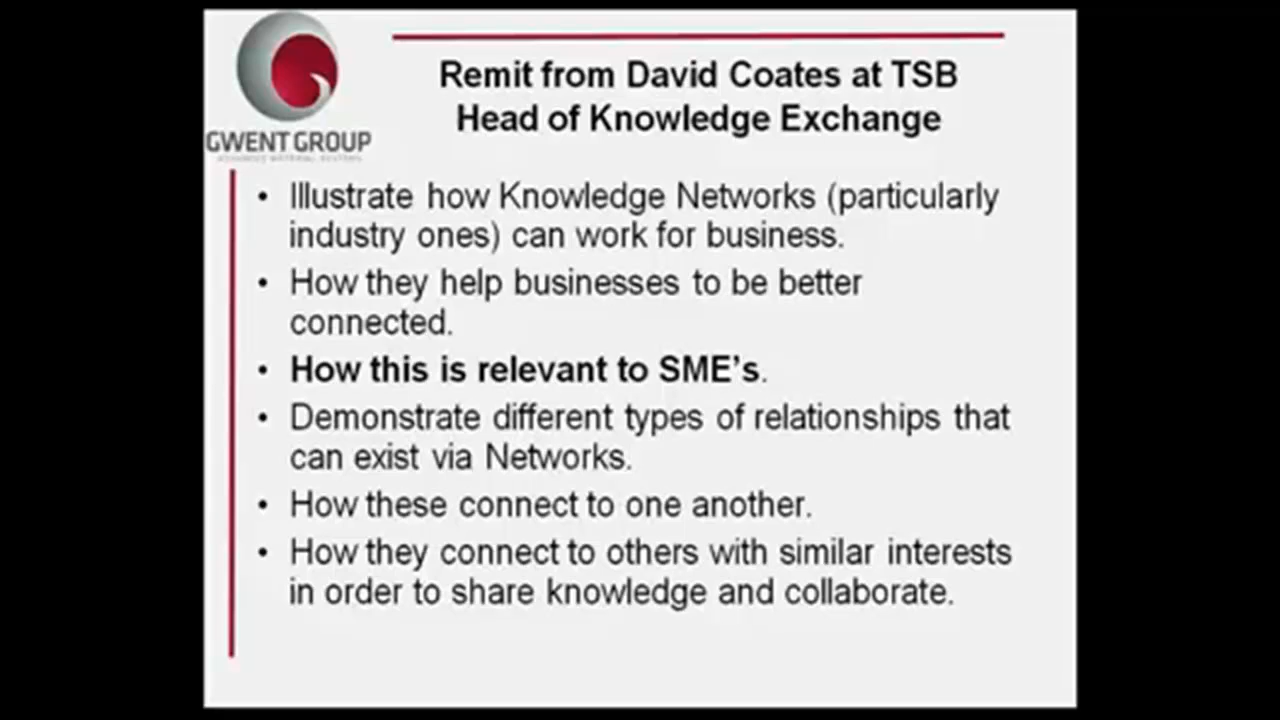 Remit from David Coates at TSB
Head of Knowledge Exchange
GWENT GROUP
• Illustrate how Knowledge Networks (particularly
industry ones) can work for business.
• How they help businesses to be better
connected.
• How this is relevant to SME’s.
• Demonstrate different types of relationships that
can exist via Networks.
• How these connect to one another.
• How they connect to others with similar interests
in order to share knowledge and collaborate.